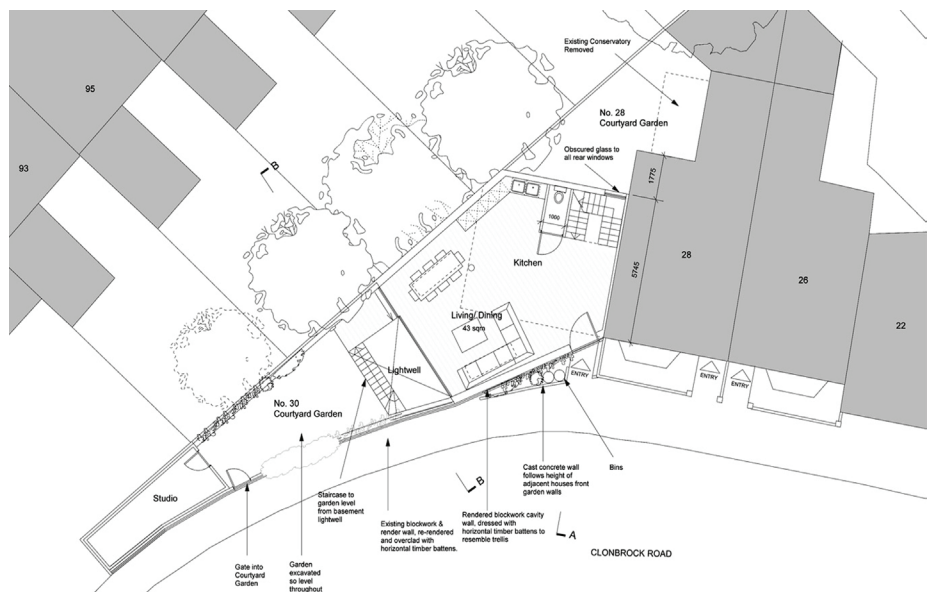 Existing Conservatory
Removed
95
No. 28
Courtyard Garden
93
B
Obscured glass to
all rear windows
1775
1000
Kitchen
5745
28
26
22
Living/ Dining
43 sqm
Lightwell
ENTRY
ENTRY
ENTRY
No. 30
Courtyard Garden
Studio
B
A
Staircase to
garden level
from basement
lightwell
Existing blockwork &
render wall, re-rendered
and overclad with
horizontal timber battens.
Cast concrete wall
follows height of
adjacent houses front
garden walls
Bins
Rendered blockwork cavity
wall, dressed with
horizontal timber battens to
resemble trellis
CLONBROCK ROAD
Gate into
Courtyard
Garden
Garden
excavated
so level
throughout